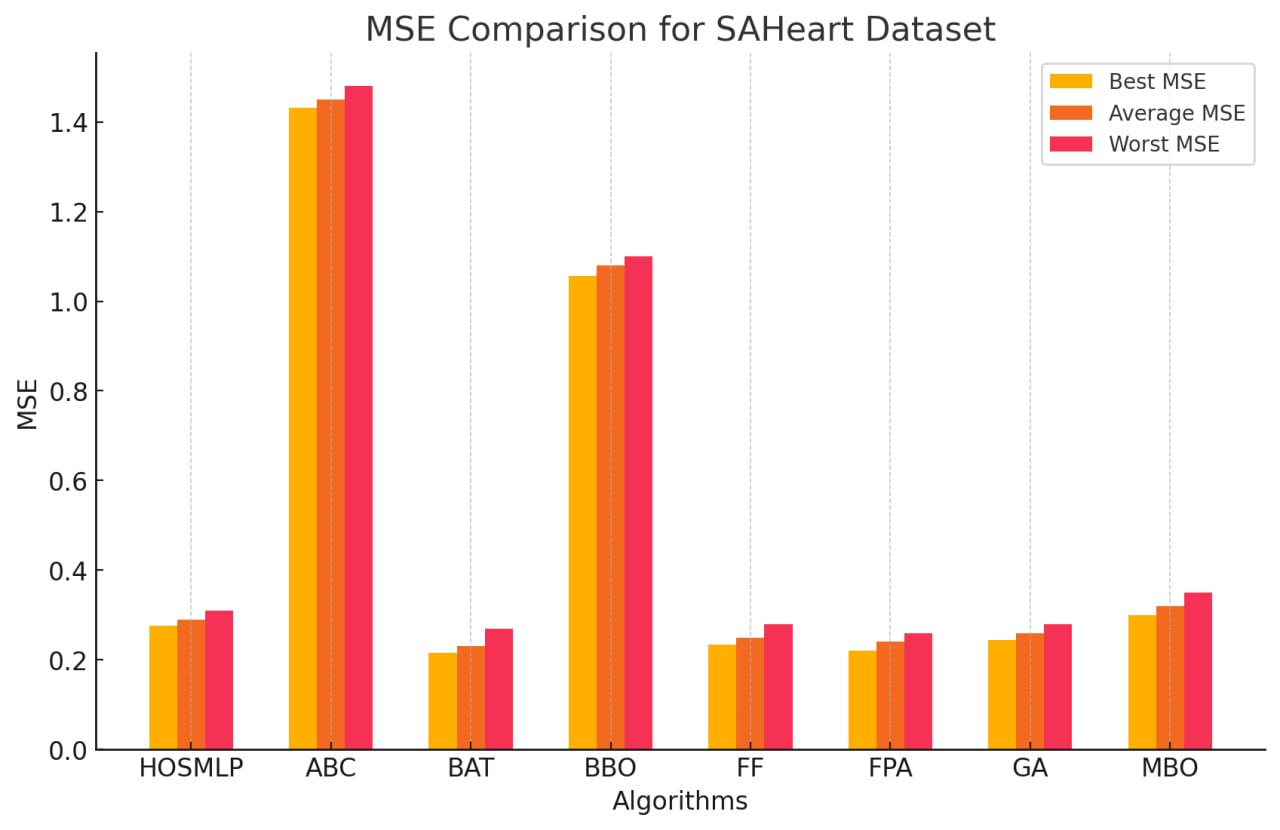 MSE Comparison for SAHeart Dataset
Best MSE
Average MSE
Worst MSE
MSE
1.4
1.2
1.0
0.8
0.6
0.4
0.2
0.0
HOSMLP ABC BAT BBO FF FPA GA MBO
Algorithms